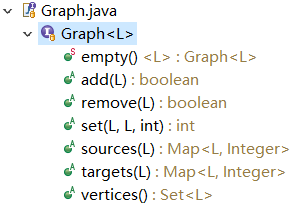 Graph.java
Graph<L>
empty() <L> : Graph<L>
add(L) : boolean
remove(L) : boolean
set(L, L, int) : int
sources(L) : Map<L, Integer>
targets(L) : Map<L, Integer>
vertices() : Set<L>